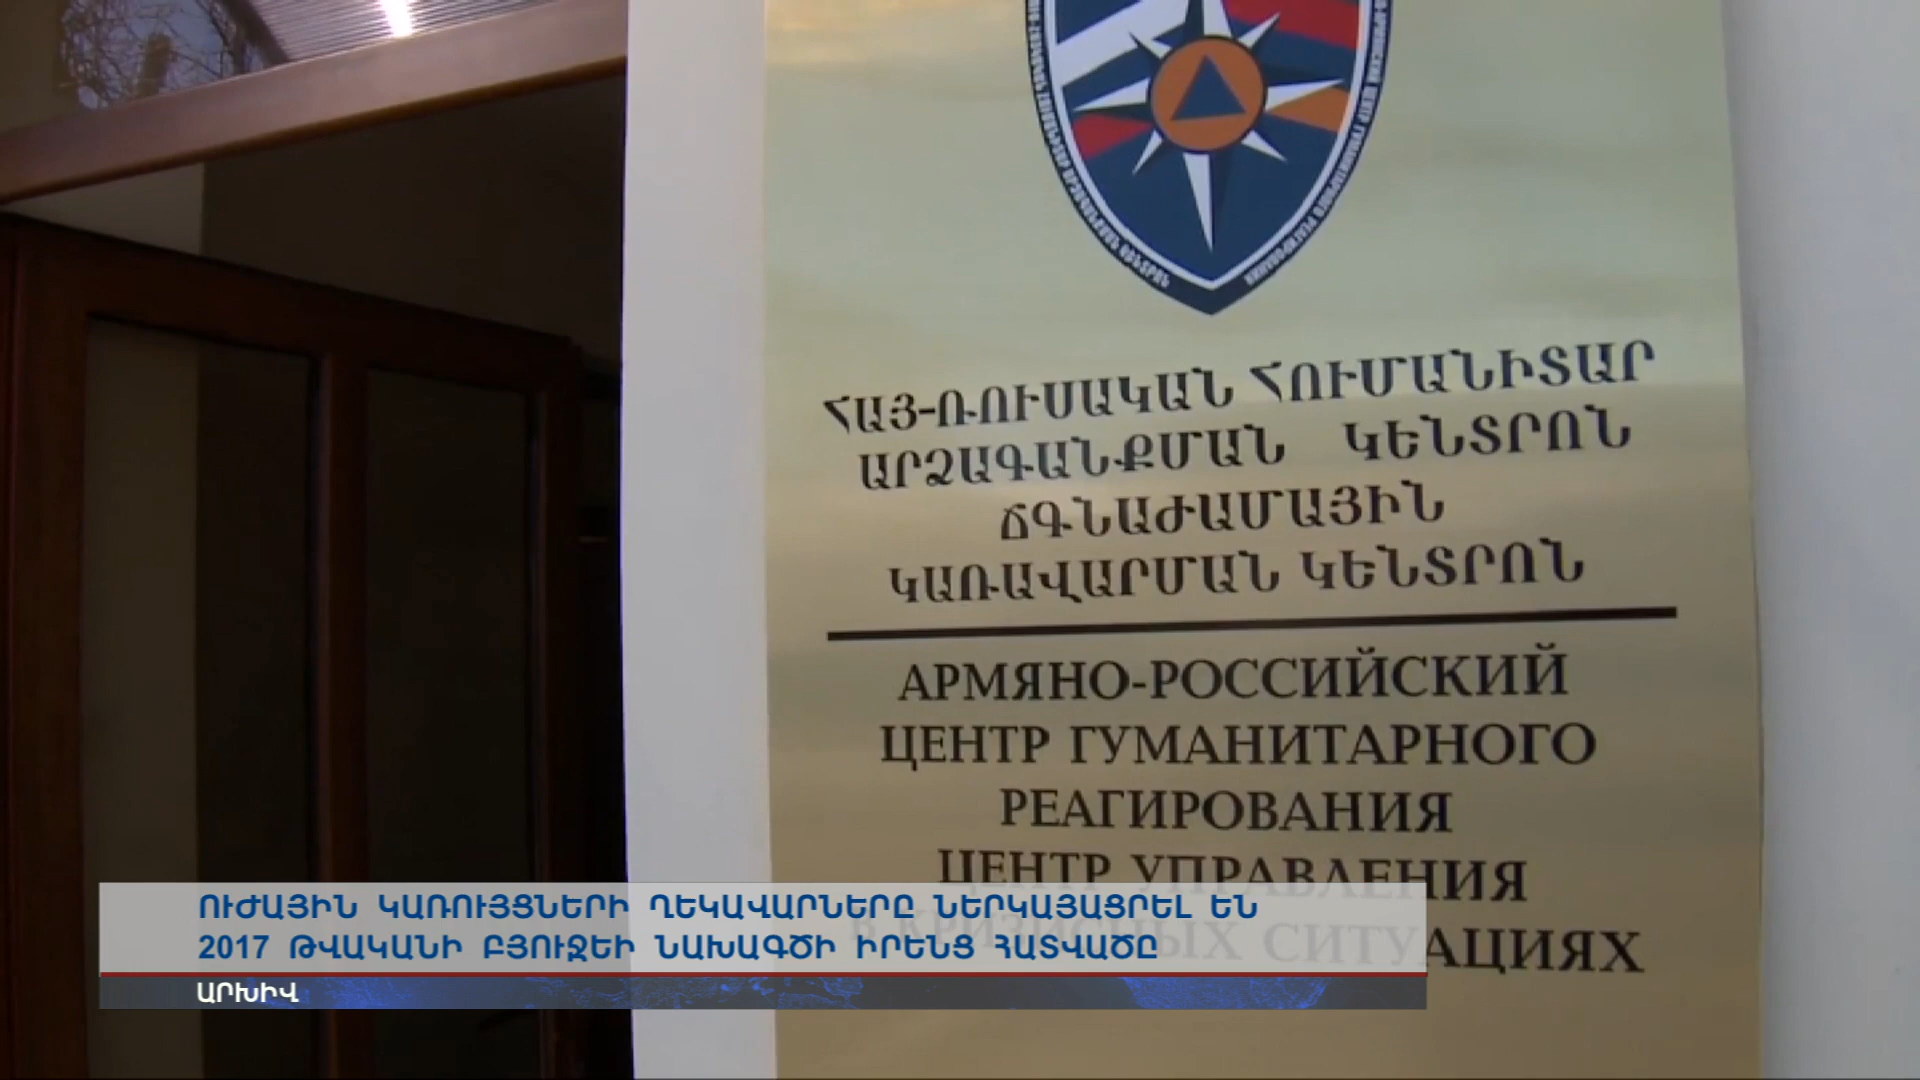 ՀԱՅ-ՌՈՒՍԱԿԱՆ ՀՈՒՄԱՆԻՏԱՐ
ԱՐՁԱԳԱՆՔՄԱՆ ԿԵՆՏՐՈՆ
ՃԳՆԱԺԱՄԱՅԻՆ
ԿԱՌԱՎԱՐՄԱՆ ԿԵՆՏՐՈՆ
АРМЯНО-РОССИЙСКИЙ
ЦЕНТР ГУМАНИТАРНОГО
РЕАГИРОВАНИЯ
ЦЕНТР УПРАВЛЕНИЯ
В КРИЗИСНЫХ СИТУАЦИЯХ
ՈՒԺԱՅԻՆ ԿԱՌՈՒՅՑՆԵՐԻ ՂԵԿԱՎԱՐՆԵՐԸ ՆԵՐԿԱՅԱՑՐԵԼ ԵՆ
2017 ԹՎԱԿԱՆԻ ԲՅՈՒՋԵԻ ՆԱԽԱԳԾԻ ԻՐԵՆՑ ՀԱՏՎԱԾԸ
ԱՐԽԻՎ